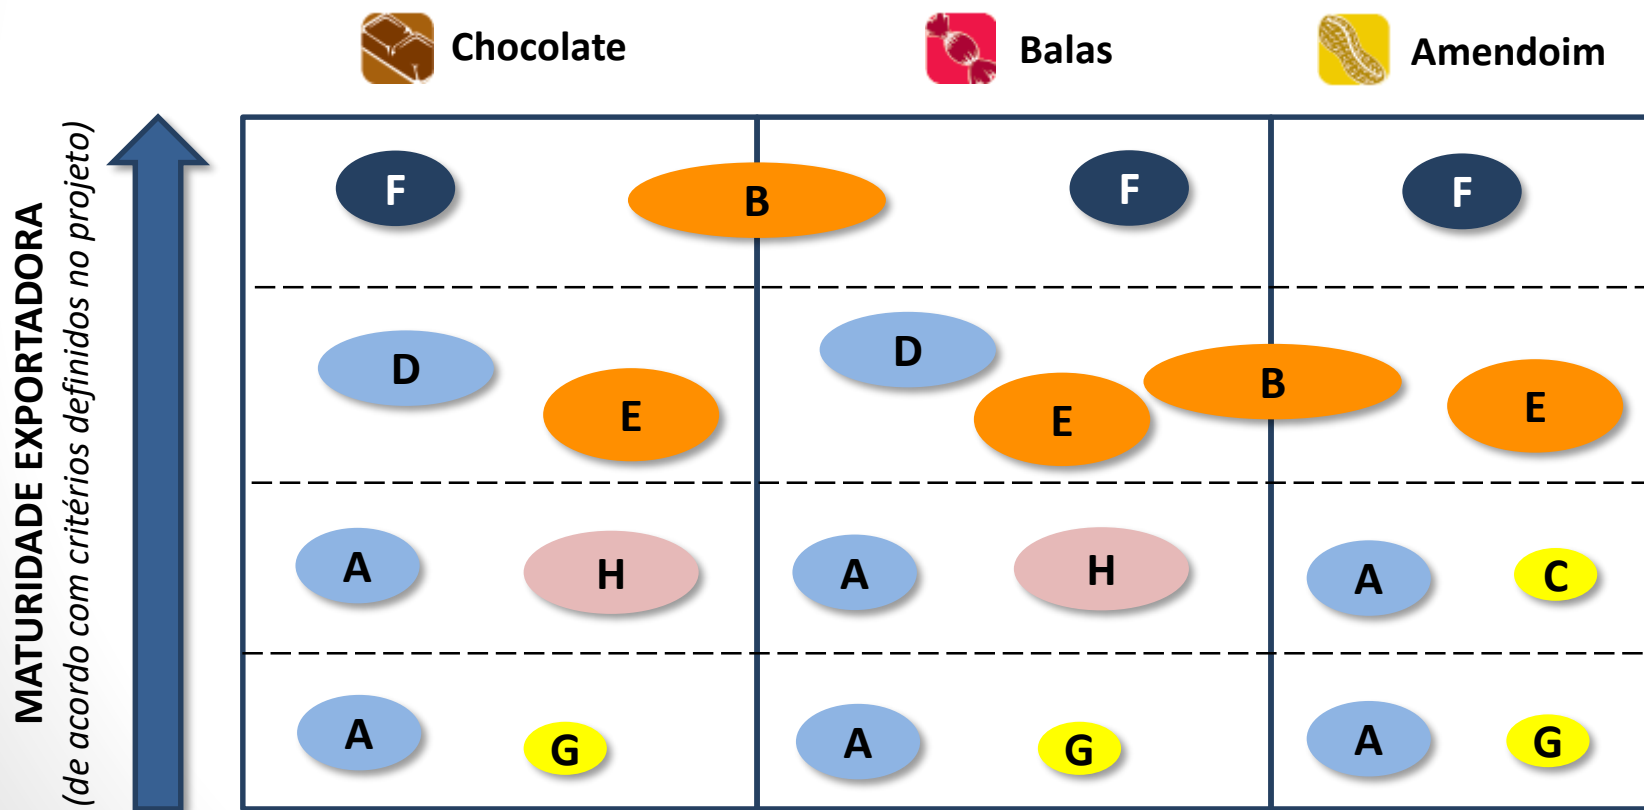 Chocolate
Balas
Amendoim
MATURIDADE EXPORTADORA
(de acordo com critérios definidos no projeto)
F B F F
D E D E B E
A H A H A C
A G A G A G